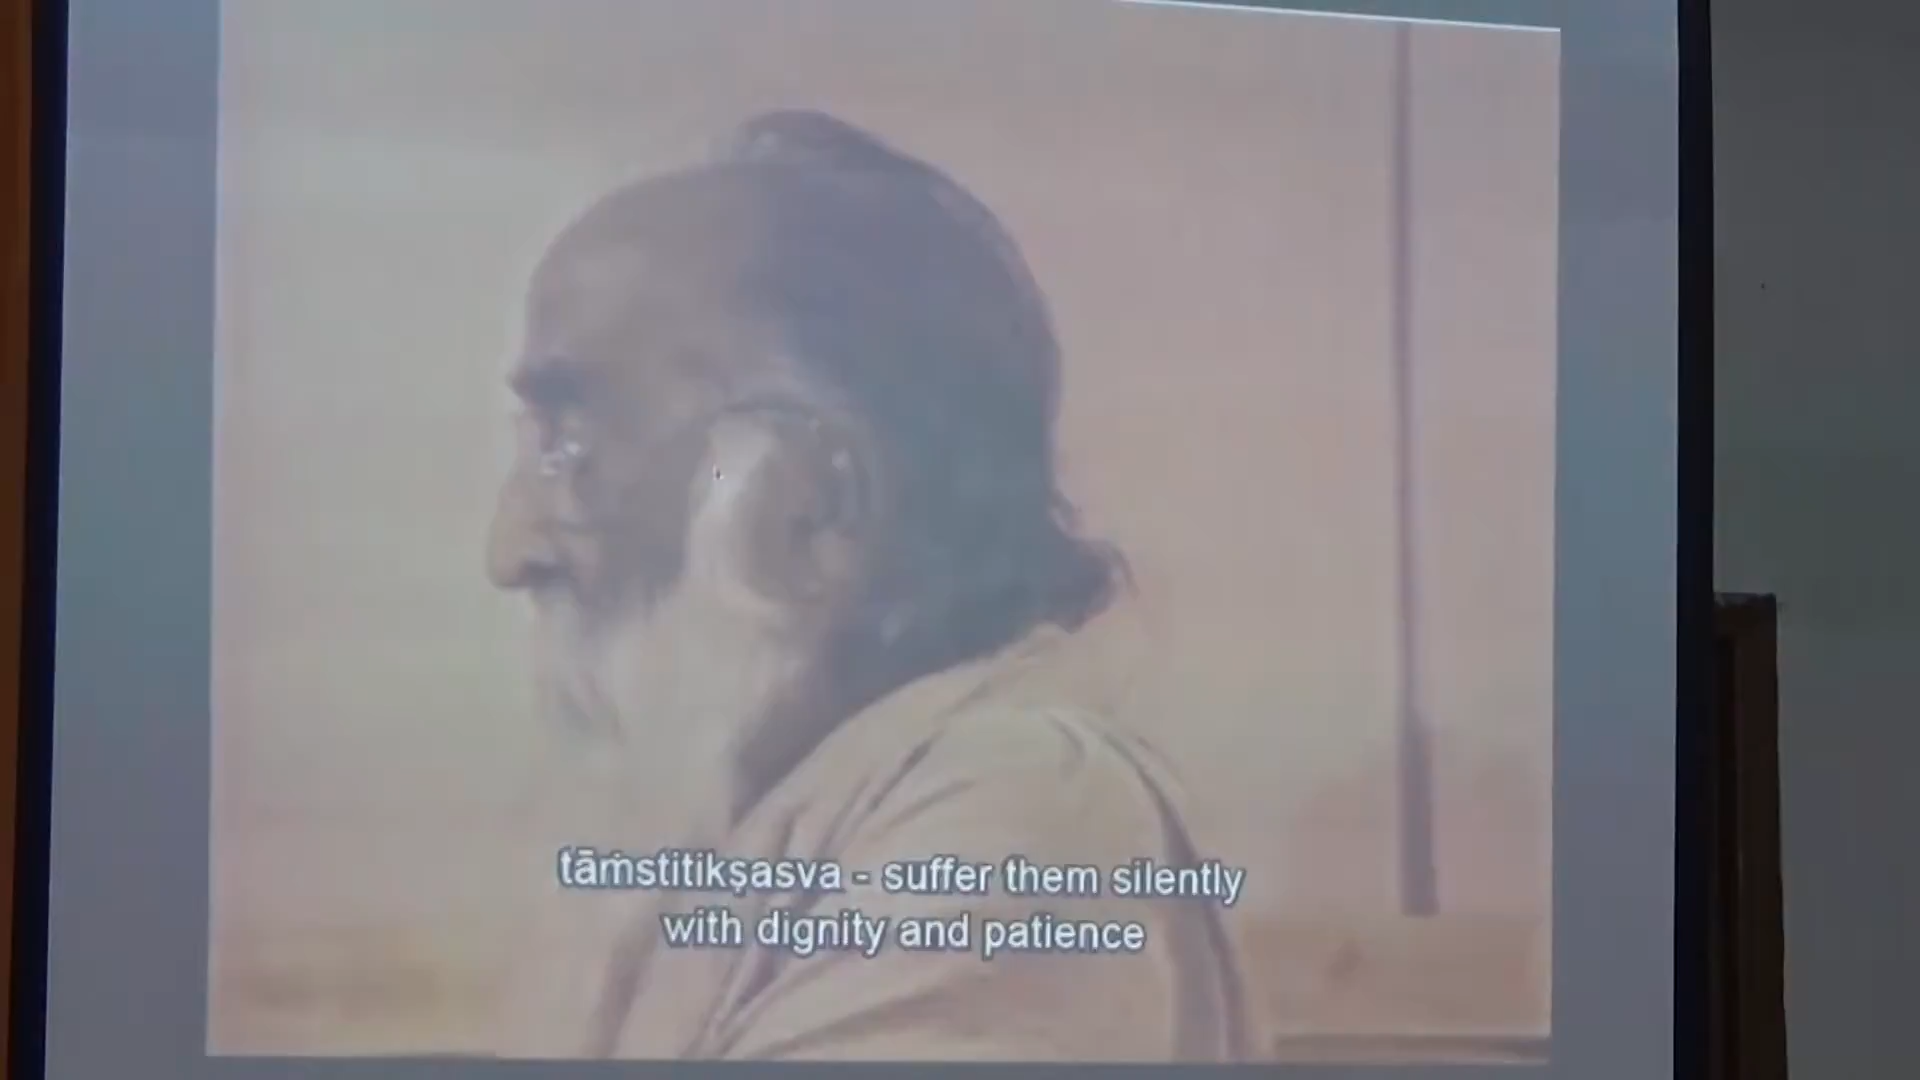 tāṁstitikṣasva - suffer them silently
with dignity and patience